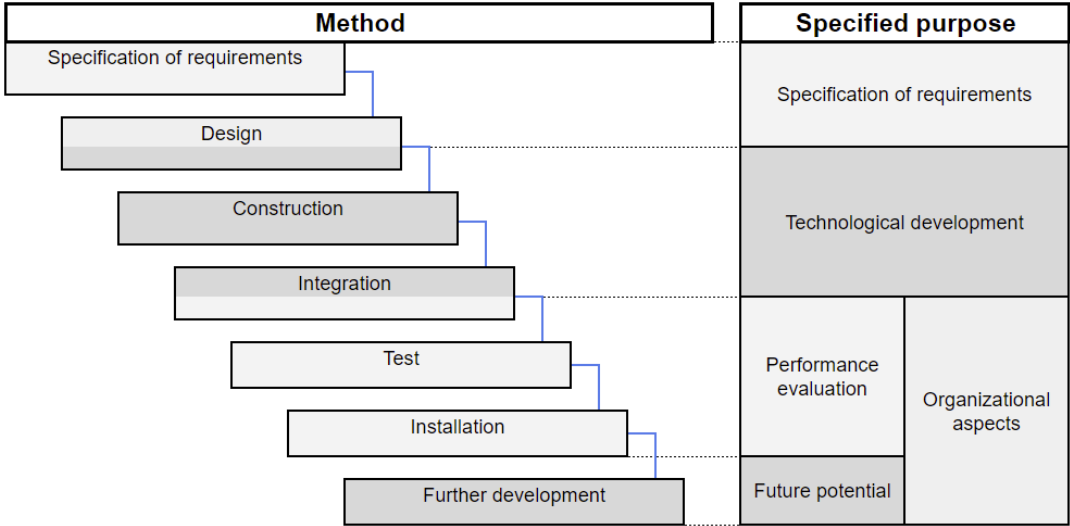 Method
Specified purpose
Specification of requirements
Design
Construction
Integration
Test
Installation
Further development
Specification of requirements
Technological development
Performance
evaluation
Organizational
aspects
Future potential